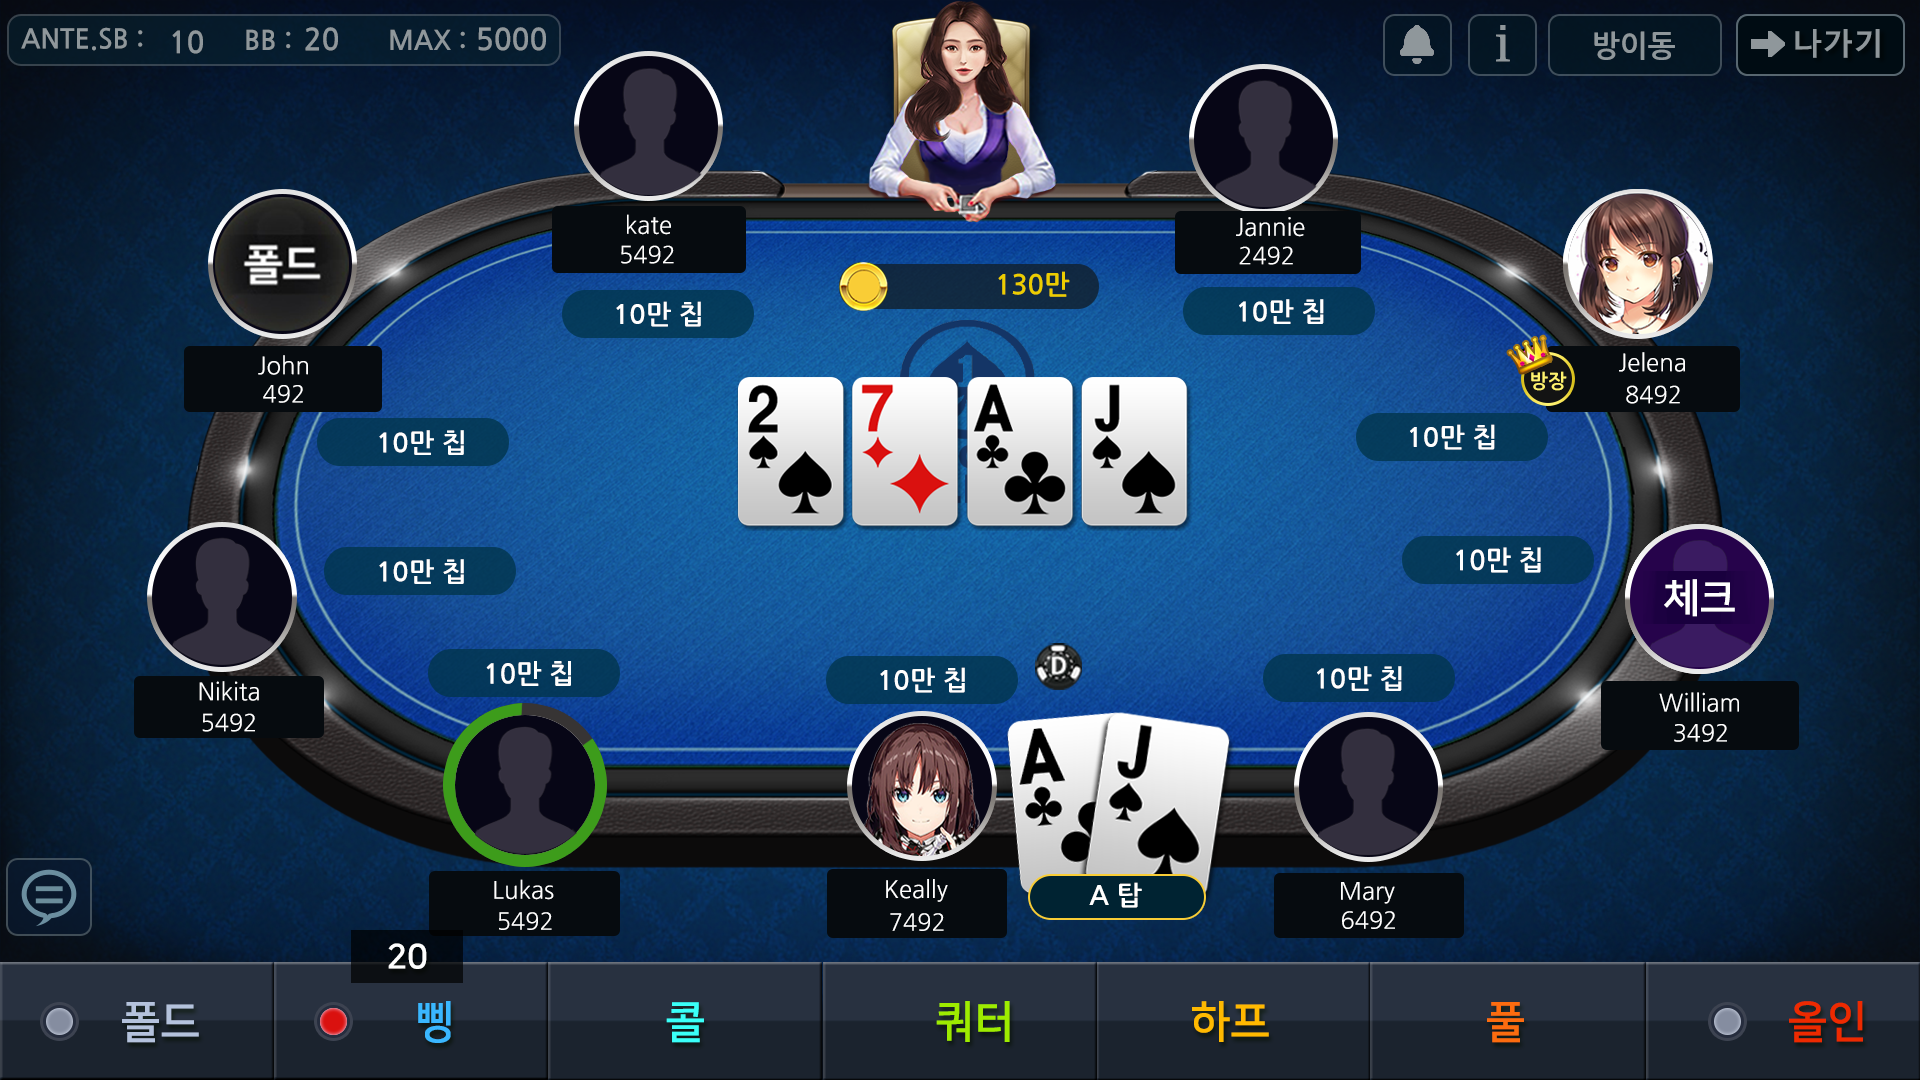 ANTE.SB : 10 BB : 20 MAX : 5000
i
방이동
나가기
kate
5492
10만 칩
Jannie
2492
10만 칩
130만
폴드
John
492
10만 칩
방장
Jelena
8492
10만 칩
2
7
A
J
10만 칩
Nikita
5492
10만 칩
체크
William
3492
10만 칩
Lukas
5492
10만 칩
D
Keally
7492
A
J
A 탑
10만 칩
Mary
6492
20
폴드
삥
콜
쿼터
하프
풀
올인